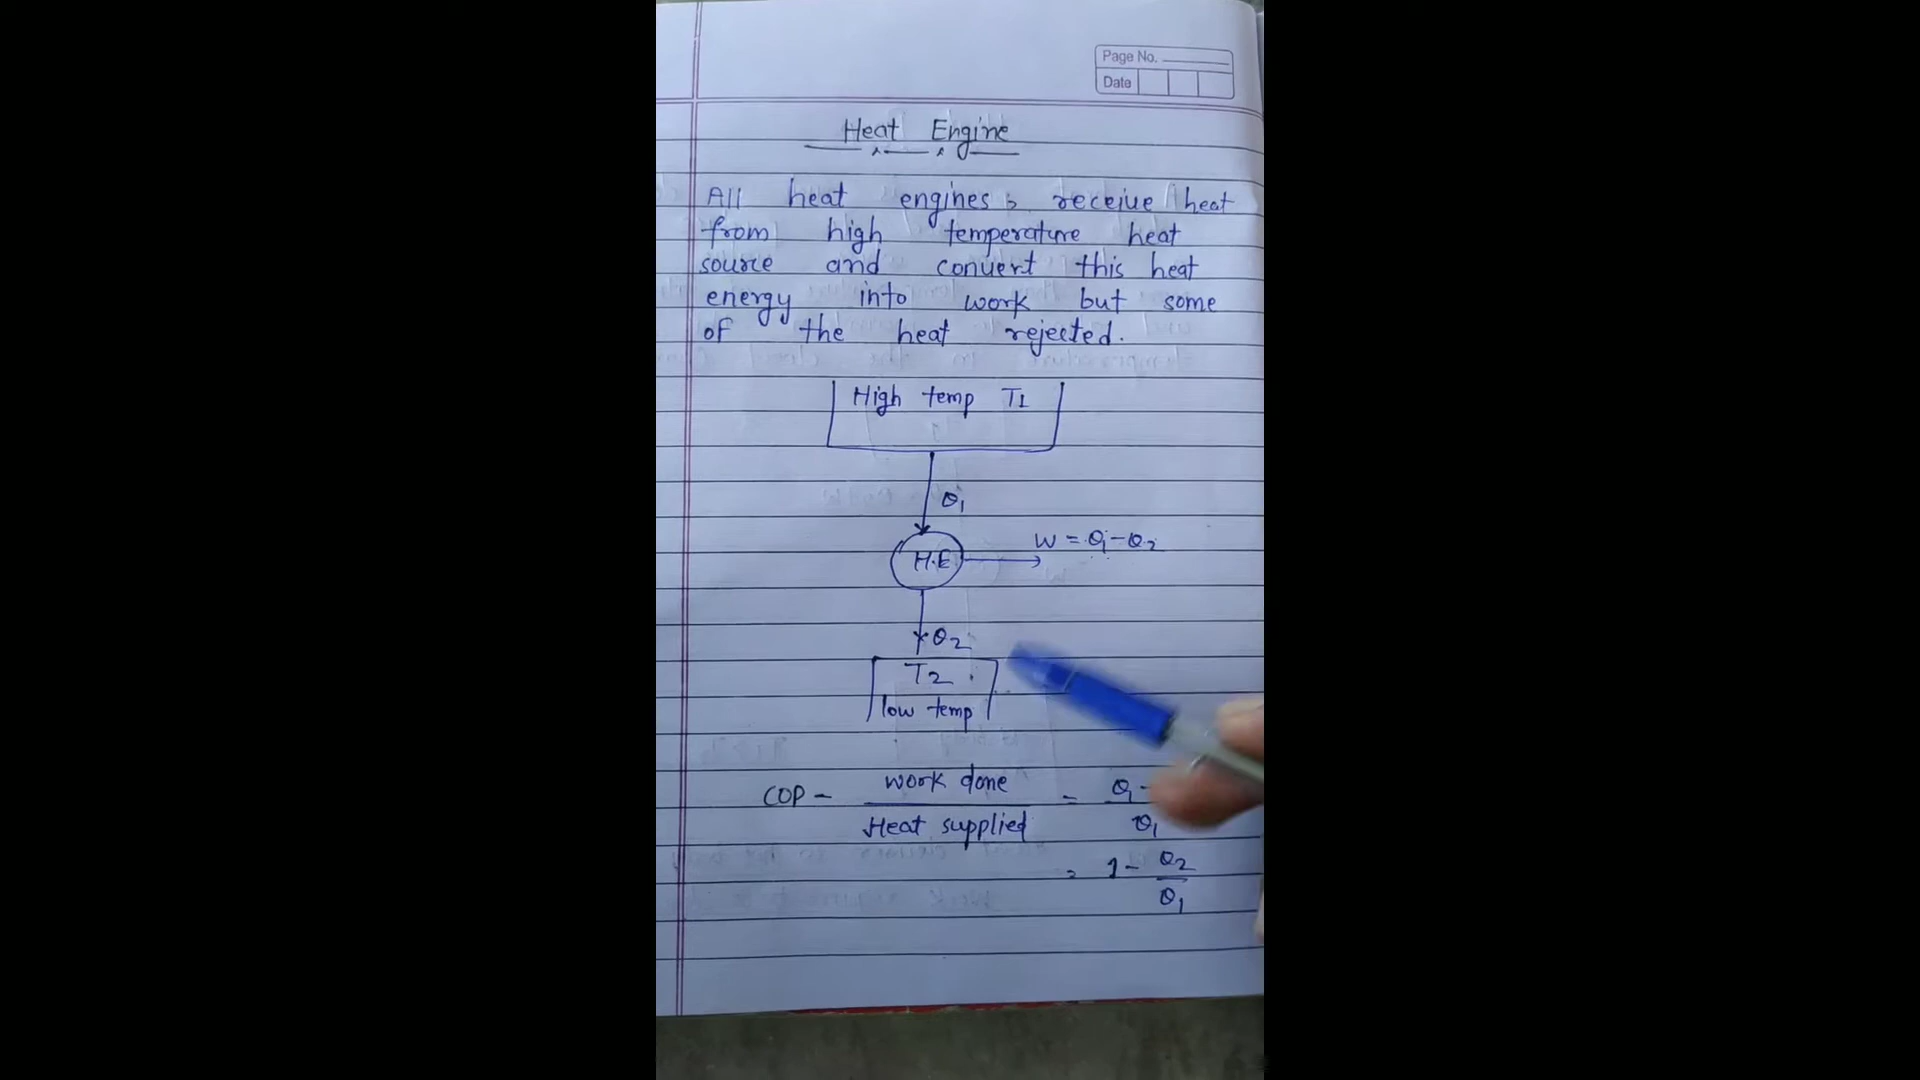 Page No.
Date
Heat Engine
All heat engines, receive heat
from high temperature heat
source and convert this heat
energy into work but some
of the heat rejected.
High temp T1
Q1
H.E
W = Q1-Q2
Q2
T2
low temp
COP - work done = Q1 -
Heat supplied Q1
= 1- Q2
Q1